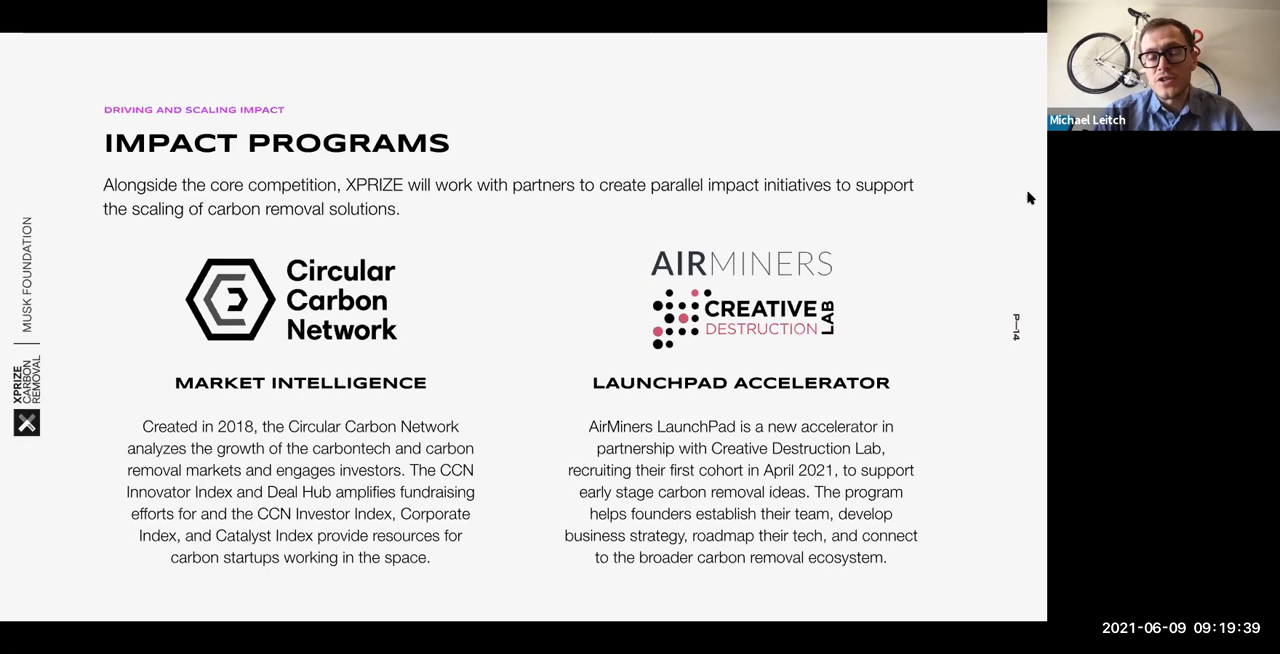 DRIVING AND SCALING IMPACT
IMPACT PROGRAMS
Alongside the core competition, XPRIZE will work with partners to create parallel impact initiatives to support
the scaling of carbon removal solutions.
Circular
Carbon
Network
MARKET INTELLIGENCE
Created in 2018, the Circular Carbon Network
analyzes the growth of the carbontech and carbon
removal markets and engages investors. The CCN
Innovator Index and Deal Hub amplifies fundraising
efforts for and the CCN Investor Index, Corporate
Index, and Catalyst Index provide resources for
carbon startups working in the space.
AIRMINERS
CREATIVE
DESTRUCTION
LAB
LAUNCHPAD ACCELERATOR
AirMiners LaunchPad is a new accelerator in
partnership with Creative Destruction Lab,
recruiting their first cohort in April 2021, to support
early stage carbon removal ideas. The program
helps founders establish their team, develop
business strategy, roadmap their tech, and connect
to the broader carbon removal ecosystem.
XPRIZE
CARBON
REMOVAL
MUSK FOUNDATION
P—14
Michael Leitch
2021-06-09 09:19:39